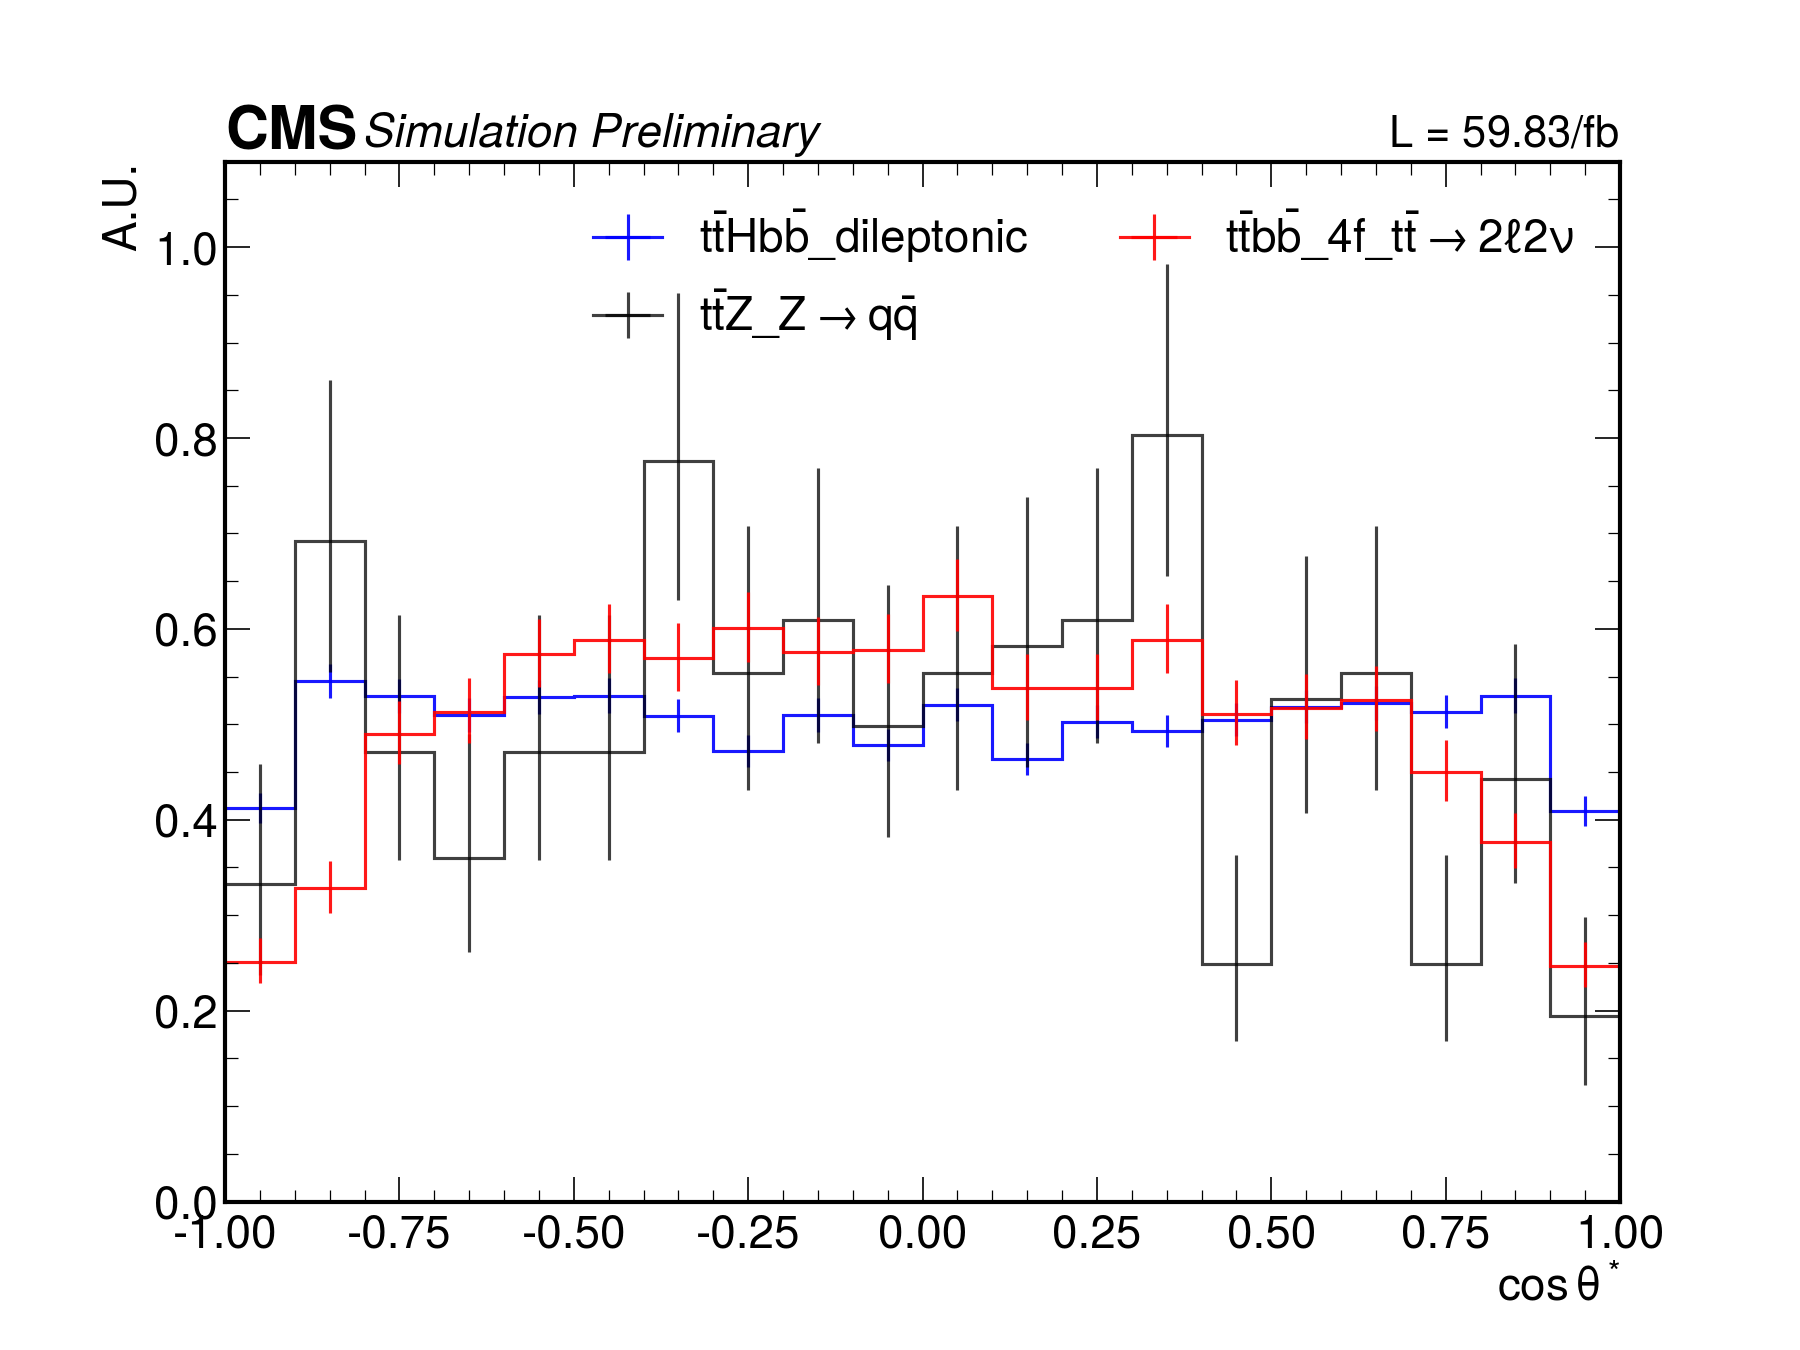 CMS Simulation Preliminary L = 59.83/fb
A.U.
tt̄Hbb̄_dileptonic tt̄bb̄_4f_tt̄ → 2ℓ2ν
tt̄Z_Z → qq̄
1.0
0.8
0.6
0.4
0.2
0.0
-1.00 -0.75 -0.50 -0.25 0.00 0.25 0.50 0.75 1.00
cos θ*